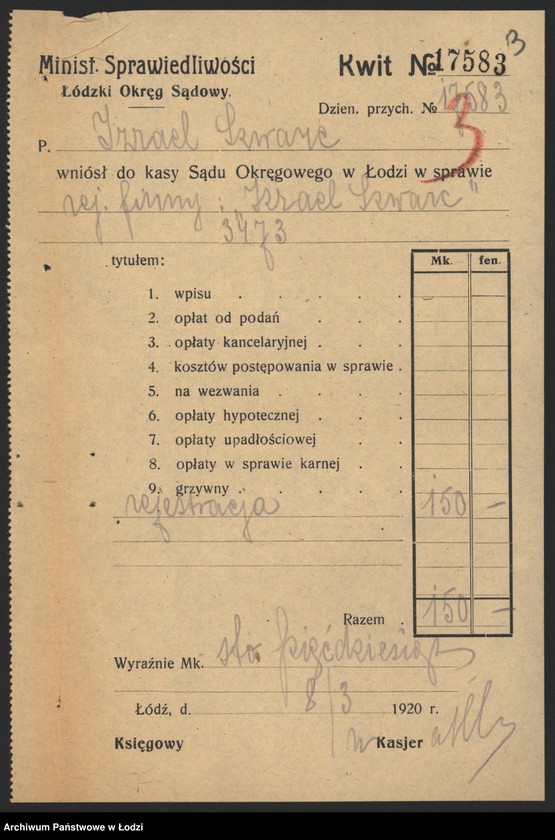 3
Minist. Sprawiedliwości
Łódzki Okręg Sądowy.
Kwit № 17583
Dzien. przych. № 17583
3
P. Izrael Szwarc
wniósł do kasy Sądu Okręgowego w Łodzi w sprawie
rej. firmy: "Izrael Szwarc"
3473
tytułem:
Mk. fen.
1. wpisu . . . . .
2. opłat od podań . . .
3. opłaty kancelaryjnej . . .
4. kosztów postępowania w sprawie .
5. na wezwania . . . .
6. opłaty hypotecznej . . .
7. opłaty upadłościowej . .
8. opłaty w sprawie karnej . .
9. grzywny . . . . .
rejestracja 150 —
Razem . 150 —
Wyraźnie Mk. sto pięćdziesiąt
Łódź, d. 8/3 1920 r.
Księgowy Kasjer
Archiwum Państwowe w Łodzi